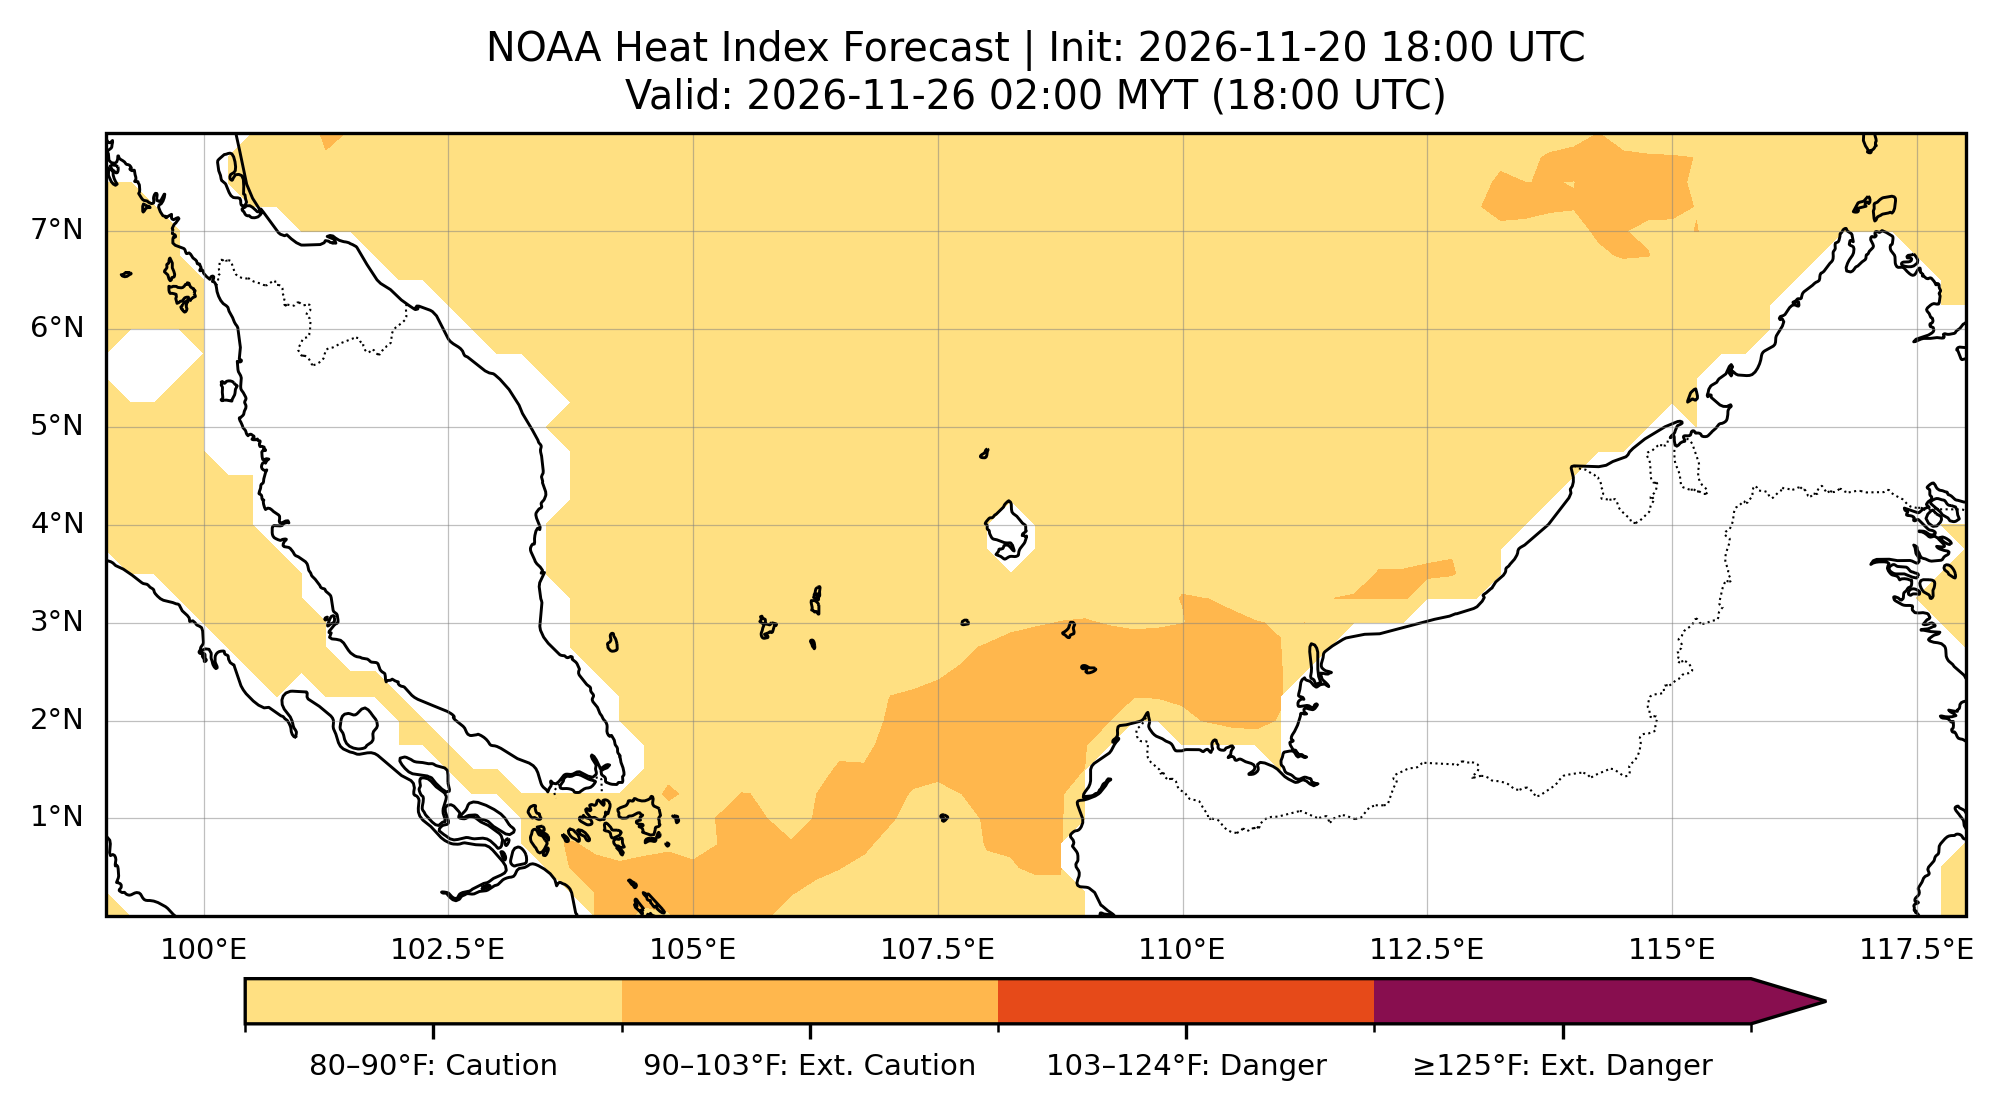 NOAA Heat Index Forecast | Init: 2026-11-20 18:00 UTC
Valid: 2026-11-26 02:00 MYT (18:00 UTC)
7°N
6°N
5°N
4°N
3°N
2°N
1°N
100°E 102.5°E 105°E 107.5°E 110°E 112.5°E 115°E 117.5°E
80–90°F: Caution 90–103°F: Ext. Caution 103–124°F: Danger ≥125°F: Ext. Danger